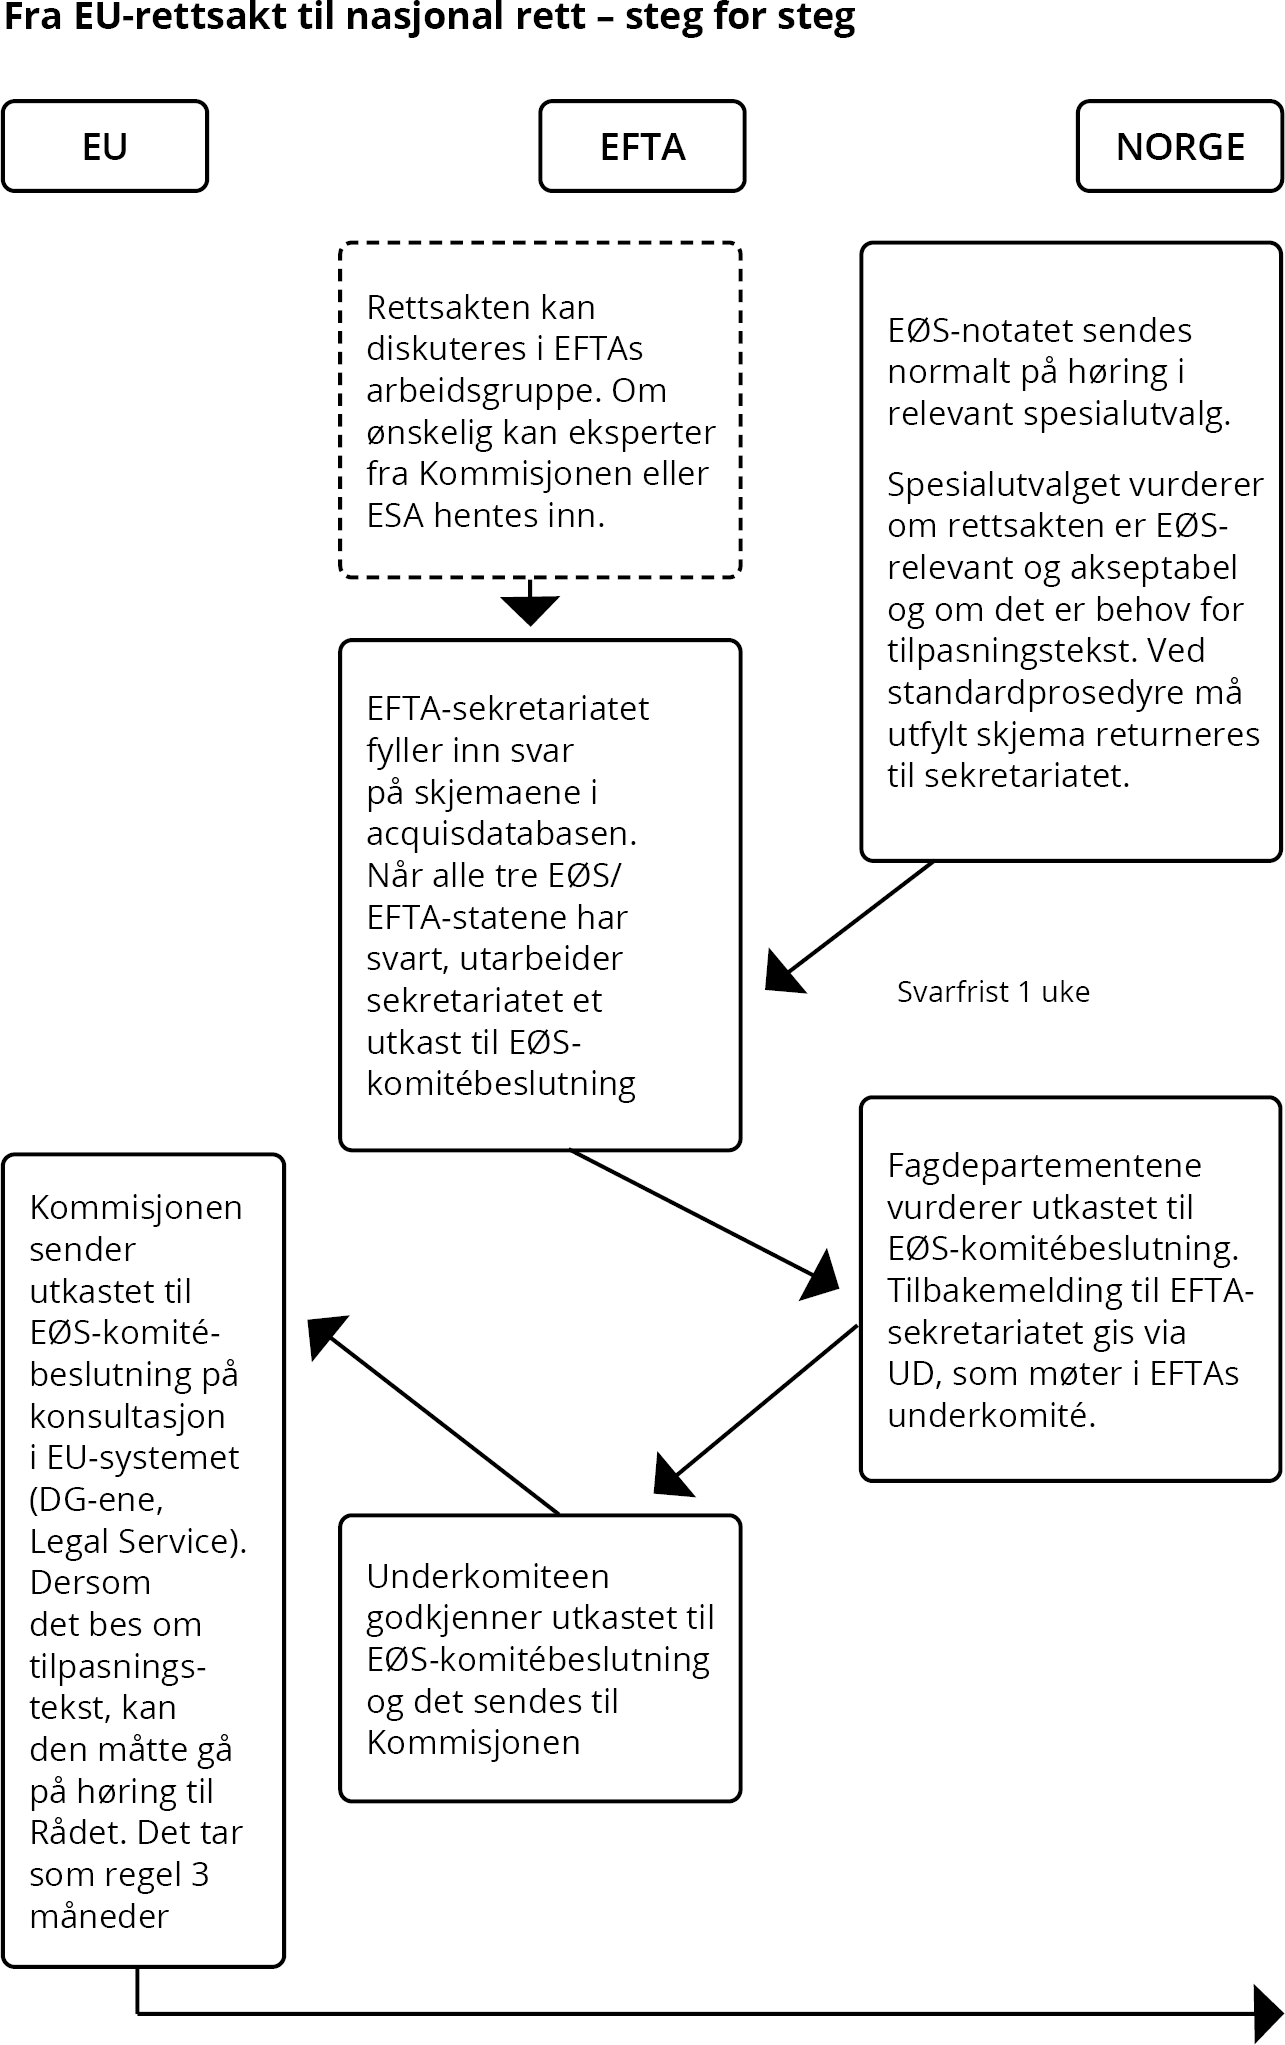 Fra EU-rettsakt til nasjonal rett – steg for steg
EU
EFTA
NORGE
Rettsakten kan
diskuteres i EFTAs
arbeidsgruppe. Om
ønskelig kan eksperter
fra Kommisjonen eller
ESA hentes inn.
EØS-notatet sendes
normalt på høring i
relevant spesialutvalg.
Spesialutvalget vurderer
om rettsakten er EØS-
relevant og akseptabel
og om det er behov for
tilpasningstekst. Ved
standardprosedyre må
utfylt skjema returneres
til sekretariatet.
EFTA-sekretariatet
fyller inn svar
på skjemaene i
acquisdatabasen.
Når alle tre EØS/
EFTA-statene har
svart, utarbeider
sekretariatet et
utkast til EØS-
komitébeslutning
Svarfrist 1 uke
Fagdepartementene
vurderer utkastet til
EØS-komitébeslutning.
Tilbakemelding til EFTA-
sekretariatet gis via
UD, som møter i EFTAs
underkomité.
Underkomiteen
godkjenner utkastet til
EØS-komitébeslutning
og det sendes til
Kommisjonen
Kommisjonen
sender
utkastet til
EØS-komité-
beslutning på
konsultasjon
i EU-systemet
(DG-ene,
Legal Service).
Dersom
det bes om
tilpasnings-
tekst, kan
den måtte gå
på høring til
Rådet. Det tar
som regel 3
måneder